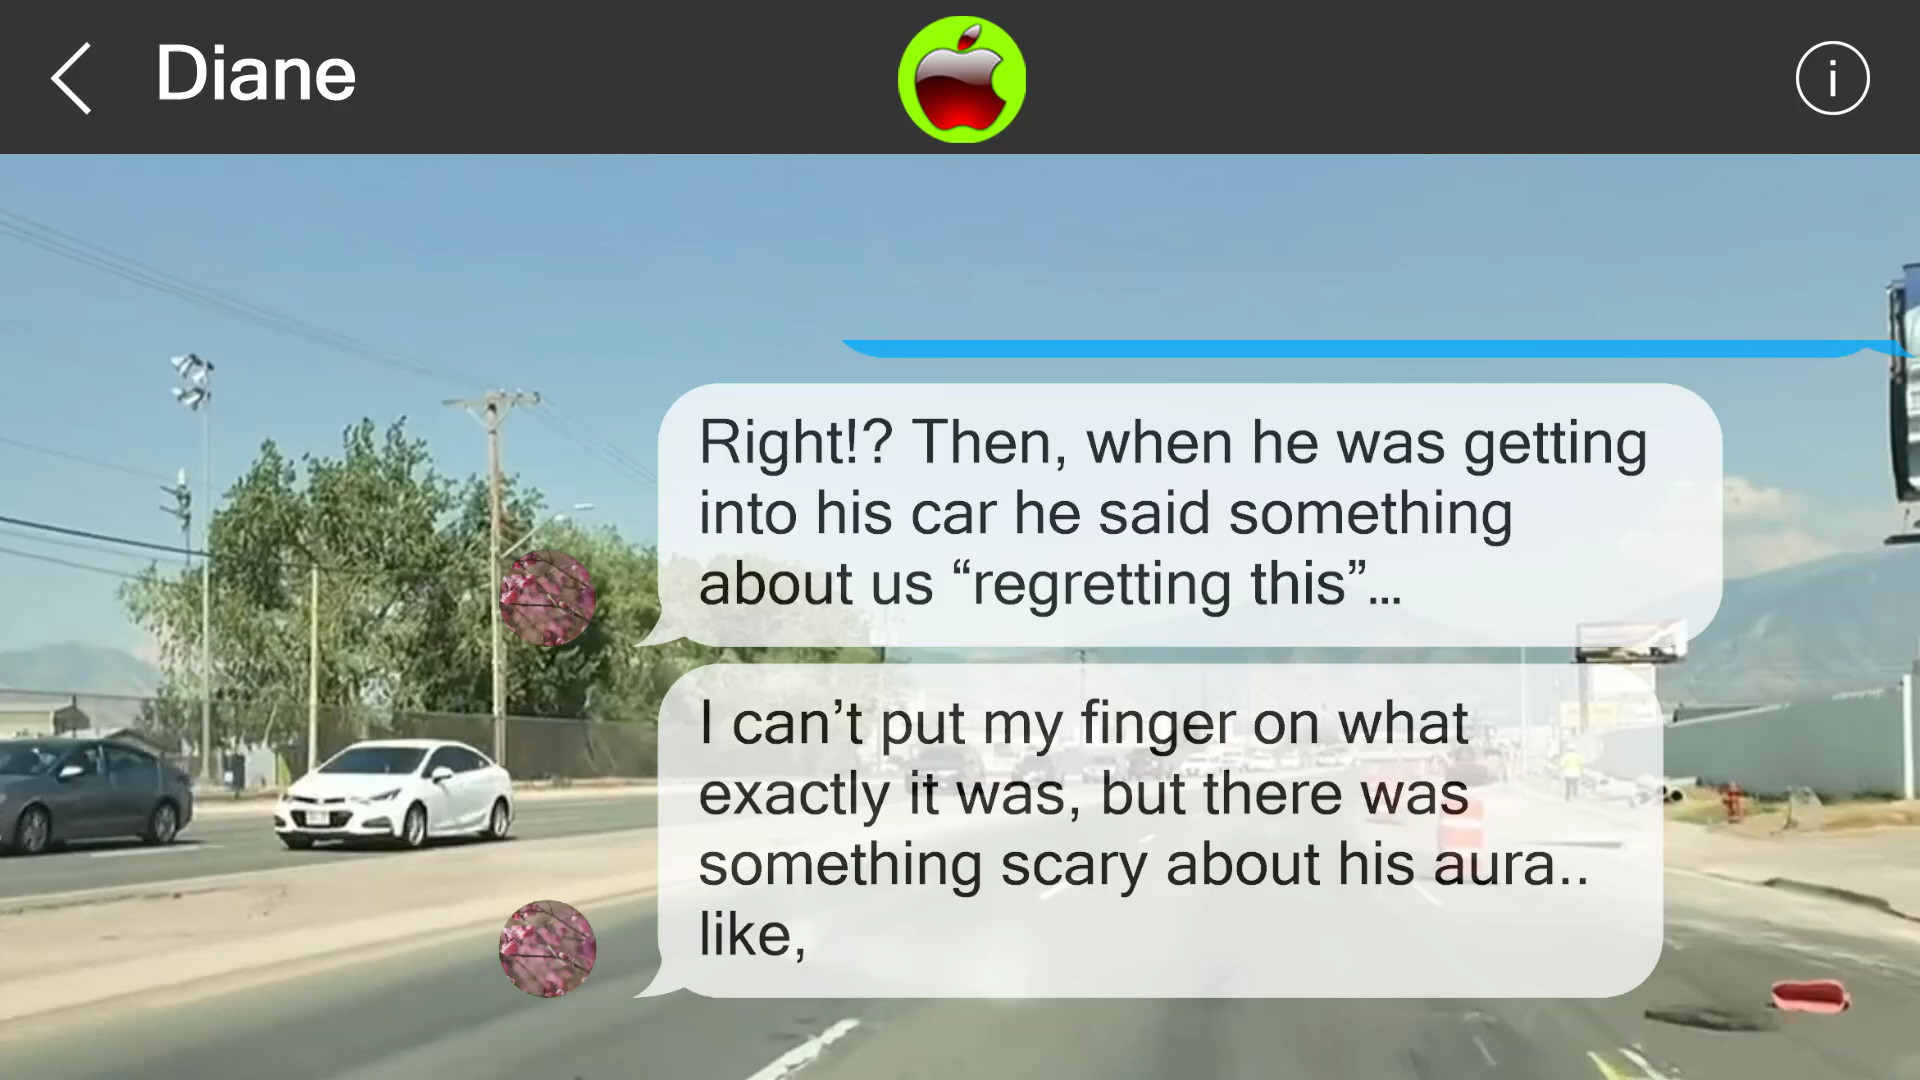 Diane
Right!? Then, when he was getting
into his car he said something
about us “regretting this”...
I can’t put my finger on what
exactly it was, but there was
something scary about his aura..
like,